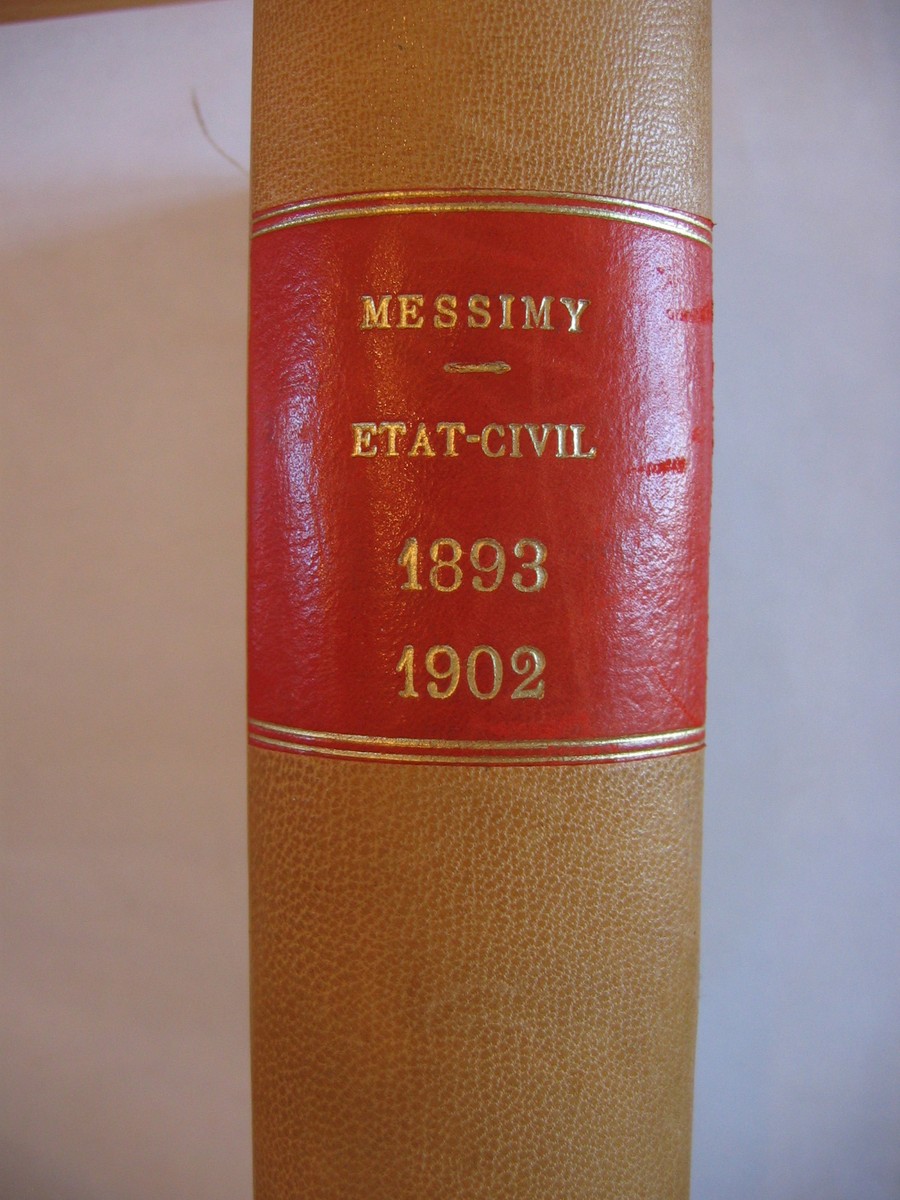 MESSIMY
ETAT-CIVIL
1893
1902